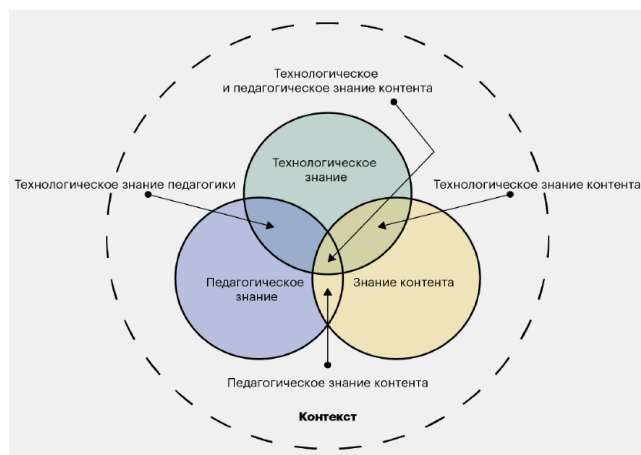 Технологическое
и педагогическое знание контента
Технологическое
знание
Технологическое знание педагогики
Технологическое знание контента
Педагогическое
знание
Знание контента
Педагогическое знание контента
Контекст